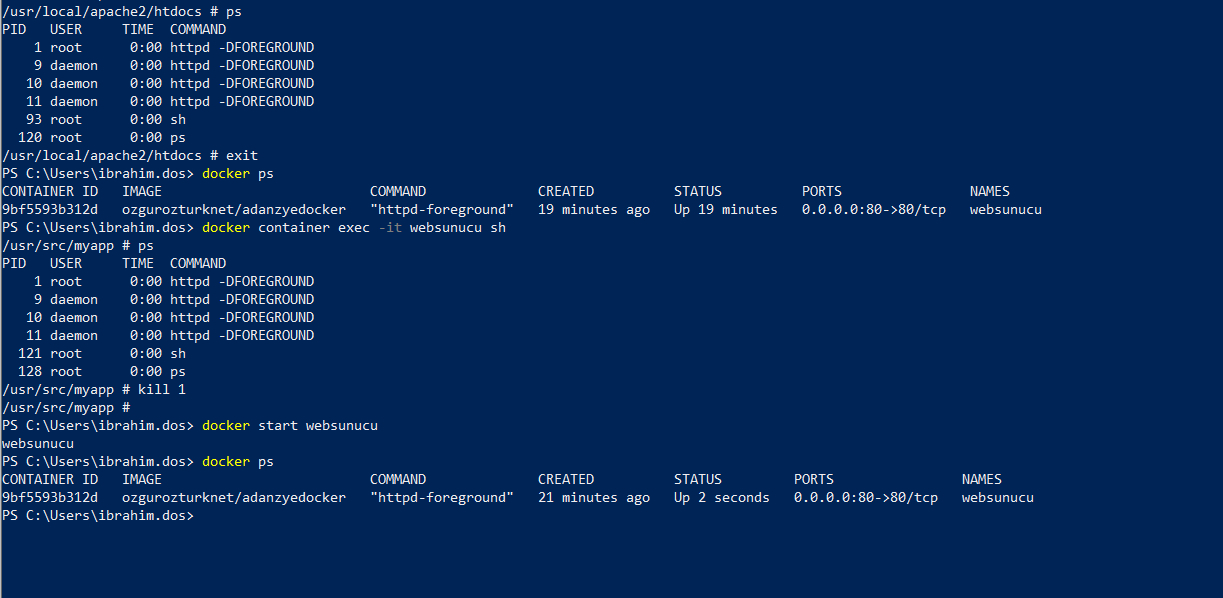 /usr/local/apache2/htdocs # ps
PID   USER     TIME  COMMAND
    1 root      0:00 httpd -DFOREGROUND
    9 daemon    0:00 httpd -DFOREGROUND
   10 daemon    0:00 httpd -DFOREGROUND
   11 daemon    0:00 httpd -DFOREGROUND
   93 root      0:00 sh
  120 root      0:00 ps
/usr/local/apache2/htdocs # exit
PS C:\Users\ibrahim.dos> docker ps
CONTAINER ID   IMAGE                          COMMAND              CREATED          STATUS          PORTS                NAMES
9bf5593b312d   ozgurozturknet/adanzyedocker   "httpd-foreground"   19 minutes ago   Up 19 minutes   0.0.0.0:80->80/tcp   websunucu
PS C:\Users\ibrahim.dos> docker container exec -it websunucu sh
/usr/src/myapp # ps
PID   USER     TIME  COMMAND
    1 root      0:00 httpd -DFOREGROUND
    9 daemon    0:00 httpd -DFOREGROUND
   10 daemon    0:00 httpd -DFOREGROUND
   11 daemon    0:00 httpd -DFOREGROUND
  121 root      0:00 sh
  128 root      0:00 ps
/usr/src/myapp # kill 1
/usr/src/myapp #
PS C:\Users\ibrahim.dos> docker start websunucu
websunucu
PS C:\Users\ibrahim.dos> docker ps
CONTAINER ID   IMAGE                          COMMAND              CREATED          STATUS         PORTS                NAMES
9bf5593b312d   ozgurozturknet/adanzyedocker   "httpd-foreground"   21 minutes ago   Up 2 seconds   0.0.0.0:80->80/tcp   websunucu
PS C:\Users\ibrahim.dos>